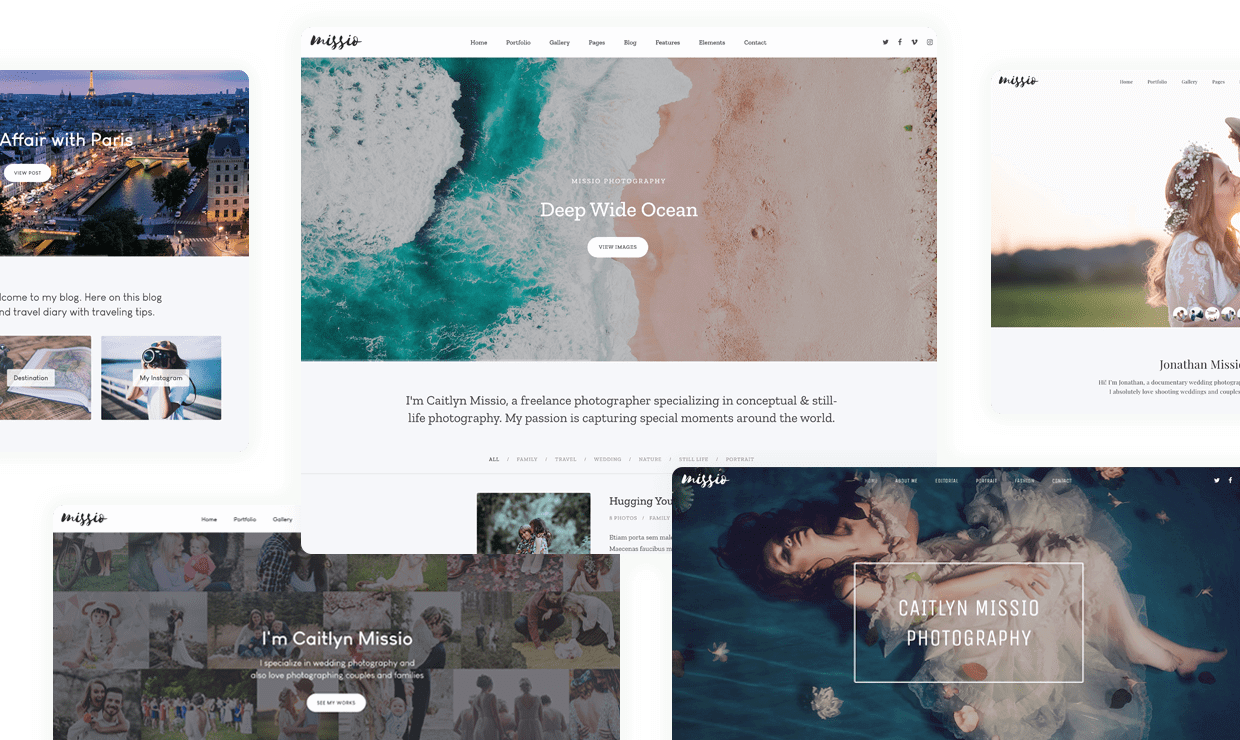 missio
Home Portfolio Gallery Pages Blog Features Elements Contact
MISSIO PHOTOGRAPHY
Deep Wide Ocean
VIEW IMAGES
I'm Caitlyn Missio, a freelance photographer specializing in conceptual & still-
life photography. My passion is capturing special moments around the world.
ALL / FAMILY / TRAVEL / WEDDING / NATURE / STILL LIFE / PORTRAIT
Hugging You
8 PHOTOS / FAMILY
Etiam porta sem
Maecenas faucibus
Affair with Paris
VIEW POST
to my blog. Here on this blog
travel diary with traveling tips.
Destination
My Instagram
missio
Home Portfolio Gallery Pages
Jonathan
Hi! I'm Jonathan, a documentary wedding
I absolutely love shooting weddings and
missio
Home Portfolio Gallery
I'm Caitlyn Missio
I specialize in wedding photography and
also love photographing couples and families
SEE MY WORKS
missio
HOME ABOUT ME EDITORIAL PORTRAIT FASHION CONTACT
CAITLYN MISSIO
PHOTOGRAPHY